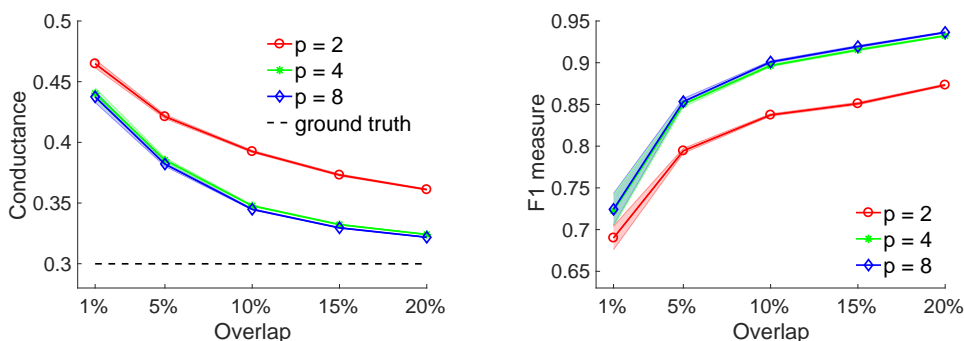 0.5
0.45
0.4
0.35
0.3
Conductance
p = 2
p = 4
p = 8
ground truth
1%
5%
10%
15%
20%
Overlap
0.95
0.9
0.85
0.8
0.75
0.7
0.65
F1 measure
p = 2
p = 4
p = 8
1%
5%
10%
15%
20%
Overlap